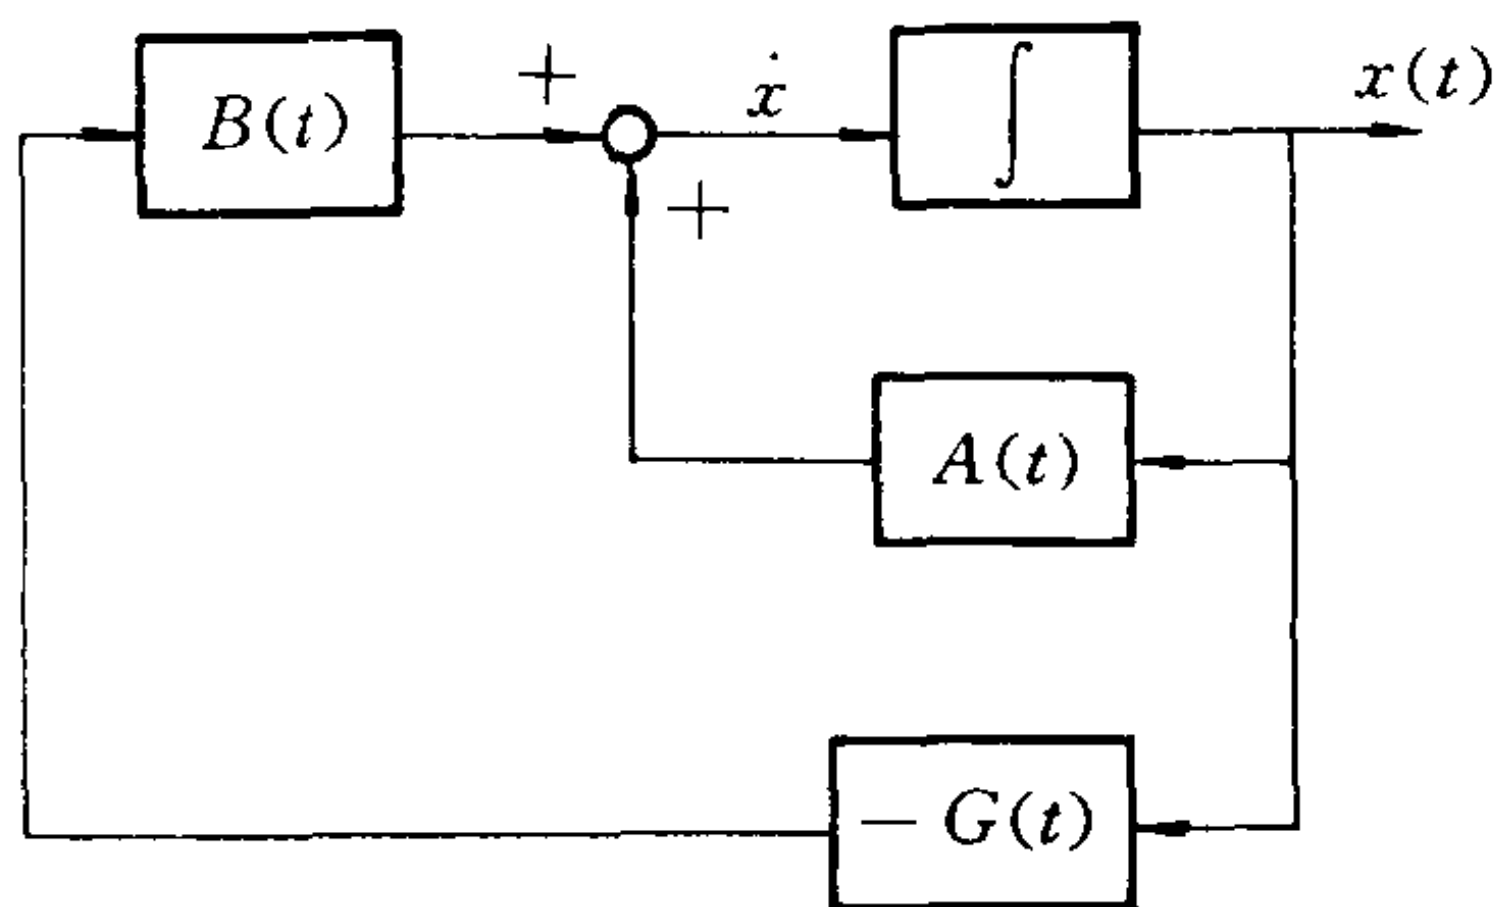 B(t)
+
ẋ
∫
x(t)
+
A(t)
− G(t)